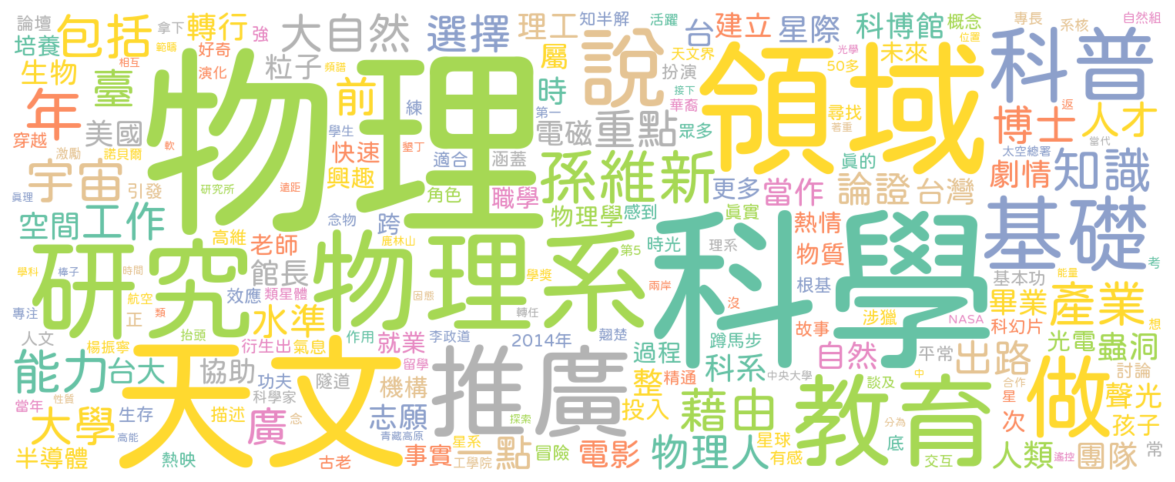 論壇 包括 拿下 轉行 強 大自然 選擇 理工 知半解 活躍 台 建立 星際 科博館 概念 專長 系核 自然組
培養 範疇 好奇 天文界 位置
生物 相互 演化 粒子 頻譜 屬 扮演 光學 50多 未來 科普
年 臺 物理 前 練 時 說 接下 領域 尋找 人才
穿越 美國 學生 第一 電磁 重點 華裔 眾多 著重 博士 返
激勵 諾貝爾 軟 墾丁 快速 適合 涵蓋 太空總署 當代
宇宙 引發 研究所 遠距 興趣 角色 職學 孫維新 真的 更多 當作 論證 台灣 劇情 知識
真理 空間 工作 念物 跨 物理學 感到 真實 熱情 基礎
高維 鹿林山 第5 時光 理系 物質
研究 老師 物理系 科學
學科 棒子 時間 館長 學獎 根基 基本功 能量 考
專注 航空 效應 類星體 固態 兩岸 沒 涉獵 畢業 產業
正 類 水準 轉任 故事 NASA 想
人文 抬頭 衍生出 氣息 作用 李政道 2014年 翹楚 過程 蹲馬步 科幻片 光電 蟲洞
楊振寧 就業 自然 平常 出路 討論
能力 台大 協助 隧道 留學 推廣 整 精通 科系 中央大學 談及 中 合作
當年 性質 功夫 科學家 天文 機構 投入 藉由 教育 星 做 聲光
大學 生存 描述 廣 念 志願 探索 分為 次 孩子
高能 青藏高原 星系 一點 物理人 星球 底
半導體 熱映 古老 事實 工學院 冒險 電影 有感 交互 人類 遙控 團隊 常